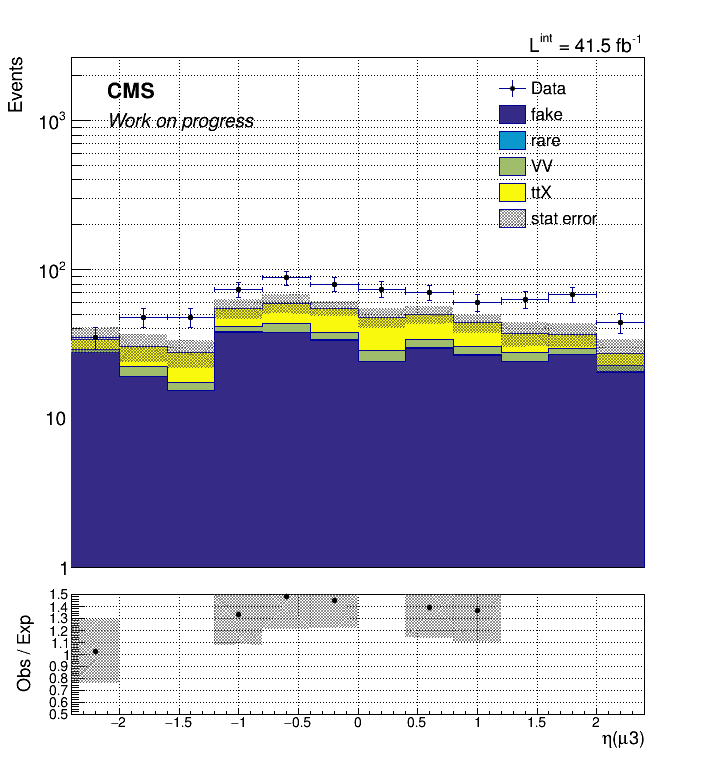 L^int = 41.5 fb^-1
Events
CMS
Work on progress
Data
fake
rare
VV
ttX
stat error
10^3
10^2
10
1
Obs / Exp
1.5
1.4
1.3
1.2
1.1
1
0.9
0.8
0.7
0.6
0.5
−2 −1.5 −1 −0.5 0 0.5 1 1.5 2
η(μ3)